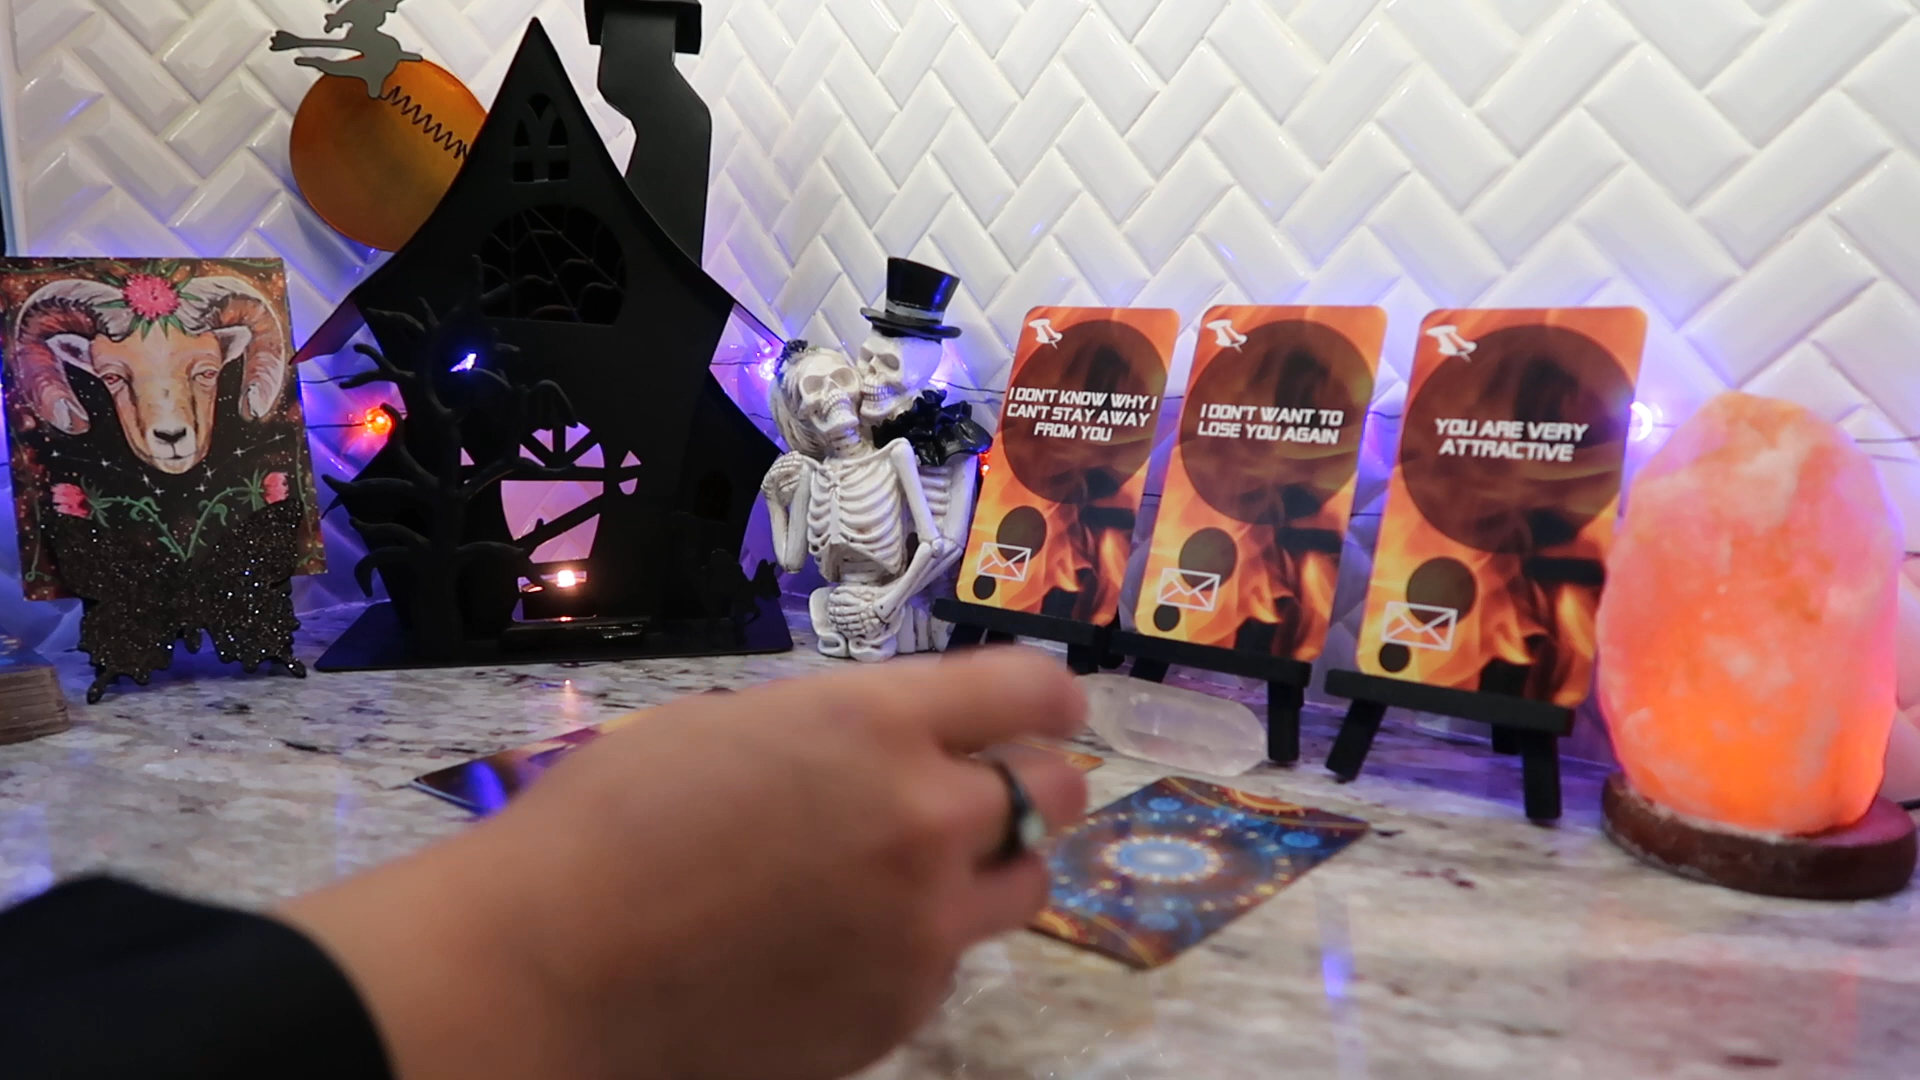 I DON'T KNOW WHY I
CAN'T STAY AWAY
FROM YOU
I DON'T WANT TO
LOSE YOU AGAIN
YOU ARE VERY
ATTRACTIVE